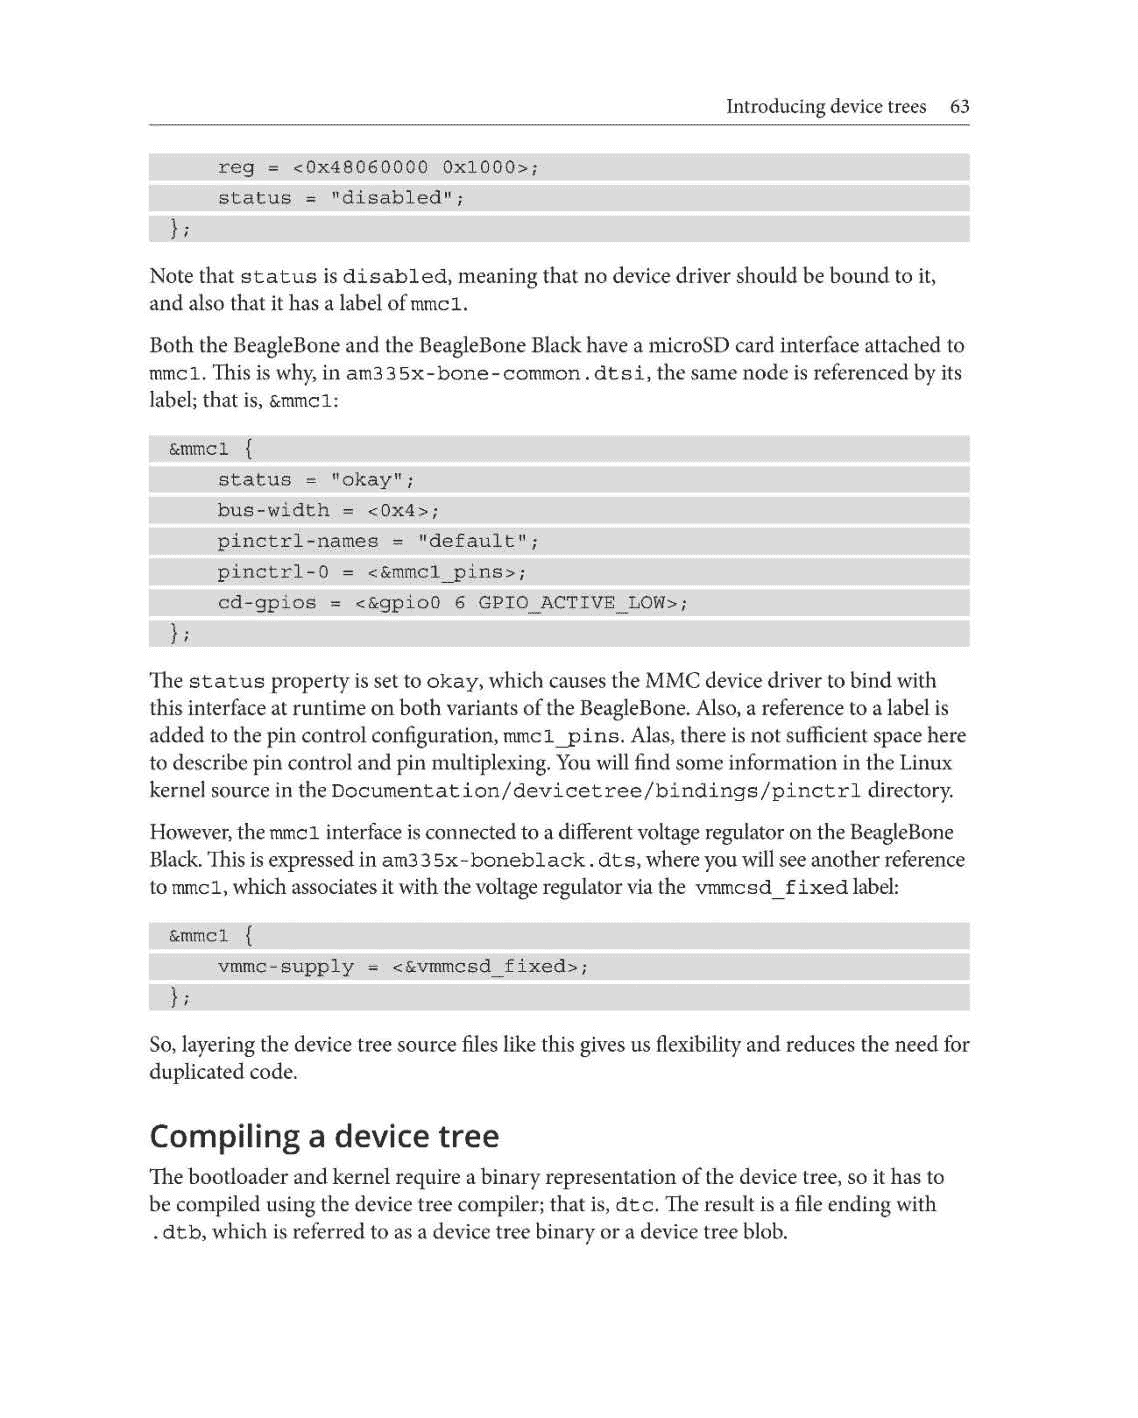 Introducing device trees 63
reg = <0x48060000 0x1000>;
status = "disabled";
};
Note that status is disabled, meaning that no device driver should be bound to it,
and also that it has a label of mmc1.
Both the BeagleBone and the BeagleBone Black have a microSD card interface attached to
mmc1. This is why, in am335x-bone-common.dtsi, the same node is referenced by its
label; that is, &mmc1:
&mmc1 {
status = "okay";
bus-width = <0x4>;
pinctrl-names = "default";
pinctrl-0 = <&mmc1_pins>;
cd-gpios = <&gpio0 6 GPIO_ACTIVE_LOW>;
};
The status property is set to okay, which causes the MMC device driver to bind with
this interface at runtime on both variants of the BeagleBone. Also, a reference to a label is
added to the pin control configuration, mmc1_pins. Alas, there is not sufficient space here
to describe pin control and pin multiplexing. You will find some information in the Linux
kernel source in the Documentation/devicetree/bindings/pinctrl directory.
However, the mmc1 interface is connected to a different voltage regulator on the BeagleBone
Black. This is expressed in am335x-boneblack.dts, where you will see another reference
to mmc1, which associates it with the voltage regulator via the vmmcsd_fixed label:
&mmc1 {
vmmc-supply = <&vmmcsd_fixed>;
};
So, layering the device tree source files like this gives us flexibility and reduces the need for
duplicated code.
Compiling a device tree
The bootloader and kernel require a binary representation of the device tree, so it has to
be compiled using the device tree compiler; that is, dtc. The result is a file ending with
.dtb, which is referred to as a device tree binary or a device tree blob.